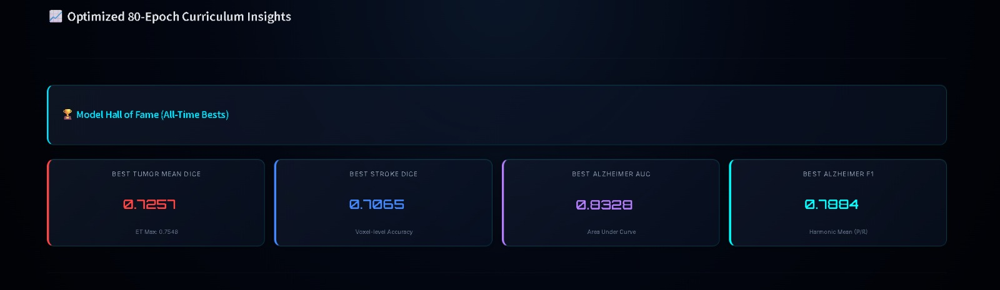 📈 Optimized 80-Epoch Curriculum Insights
🏆 Model Hall of Fame (All-Time Bests)
BEST TUMOR MEAN DICE
0.7257
ET Max: 0.7548
BEST STROKE DICE
0.7065
Voxel-level Accuracy
BEST ALZHEIMER AUC
0.8328
Area Under Curve
BEST ALZHEIMER F1
0.7884
Harmonic Mean (P/R)